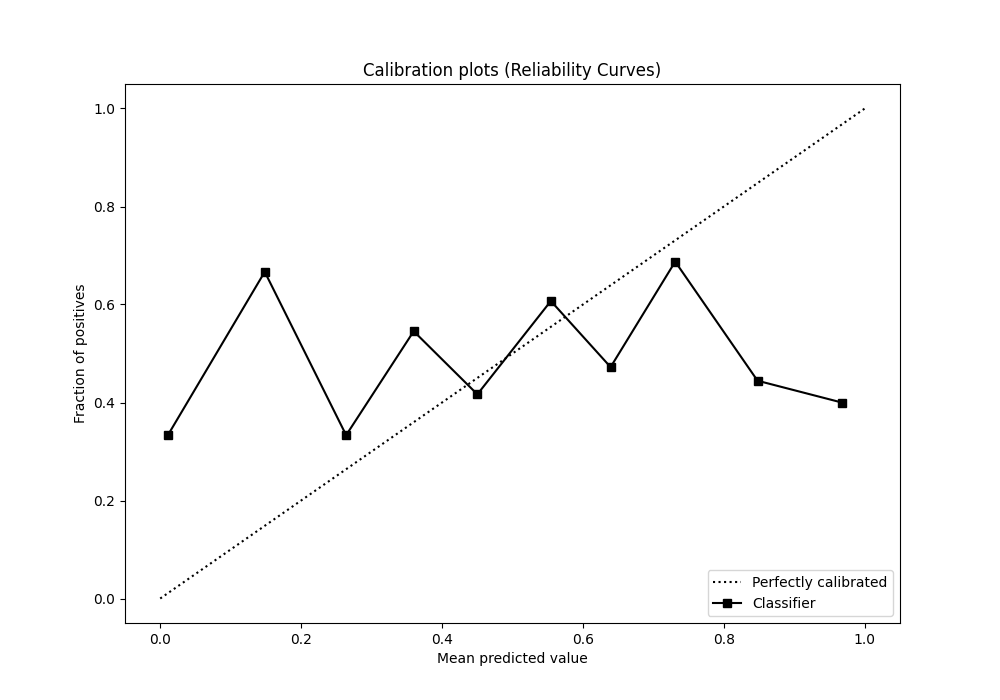 Calibration plots (Reliability Curves)
1.0
0.8
0.6
0.4
0.2
0.0
Fraction of positives
0.0 0.2 0.4 0.6 0.8 1.0
Mean predicted value
Perfectly calibrated
Classifier